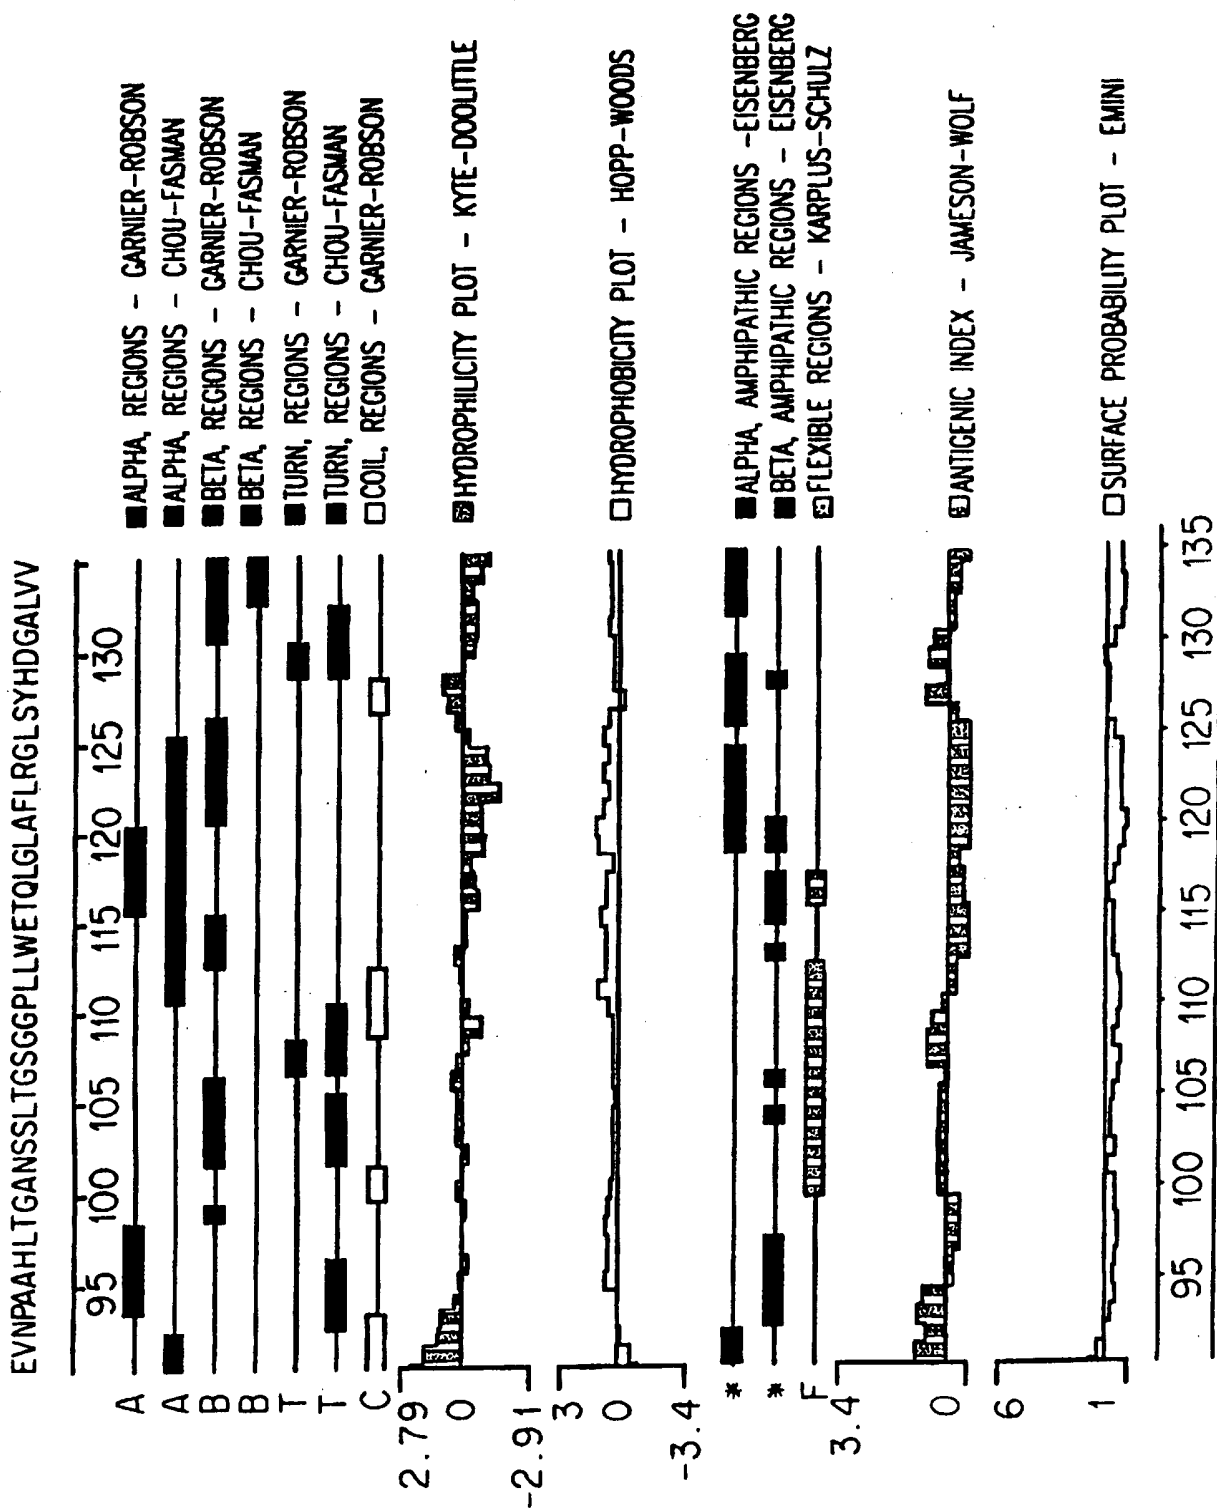 EVNPAAHLTGANSSLTGSGGPLLWETQLGLAFLRGLSYHDGALVV
95 100 105 110 115 120 125 130
A ALPHA, REGIONS – GARNIER-ROBSON
A ALPHA, REGIONS – CHOU-FASMAN
B BETA, REGIONS – GARNIER-ROBSON
B BETA, REGIONS – CHOU-FASMAN
T TURN, REGIONS – GARNIER-ROBSON
T TURN, REGIONS – CHOU-FASMAN
C COIL, REGIONS – GARNIER-ROBSON
2.79
0 HYDROPHILICITY PLOT – KYTE-DOOLITTLE
-2.91
3
0 HYDROPHOBICITY PLOT – HOPP-WOODS
-3.4
* ALPHA, AMPHIPATHIC REGIONS -EISENBERG
* BETA, AMPHIPATHIC REGIONS – EISENBERG
F FLEXIBLE REGIONS – KARPLUS-SCHULZ
3.4
0 ANTIGENIC INDEX – JAMESON-WOLF
6
1 SURFACE PROBABILITY PLOT – EMINI
95 100 105 110 115 120 125 130 135